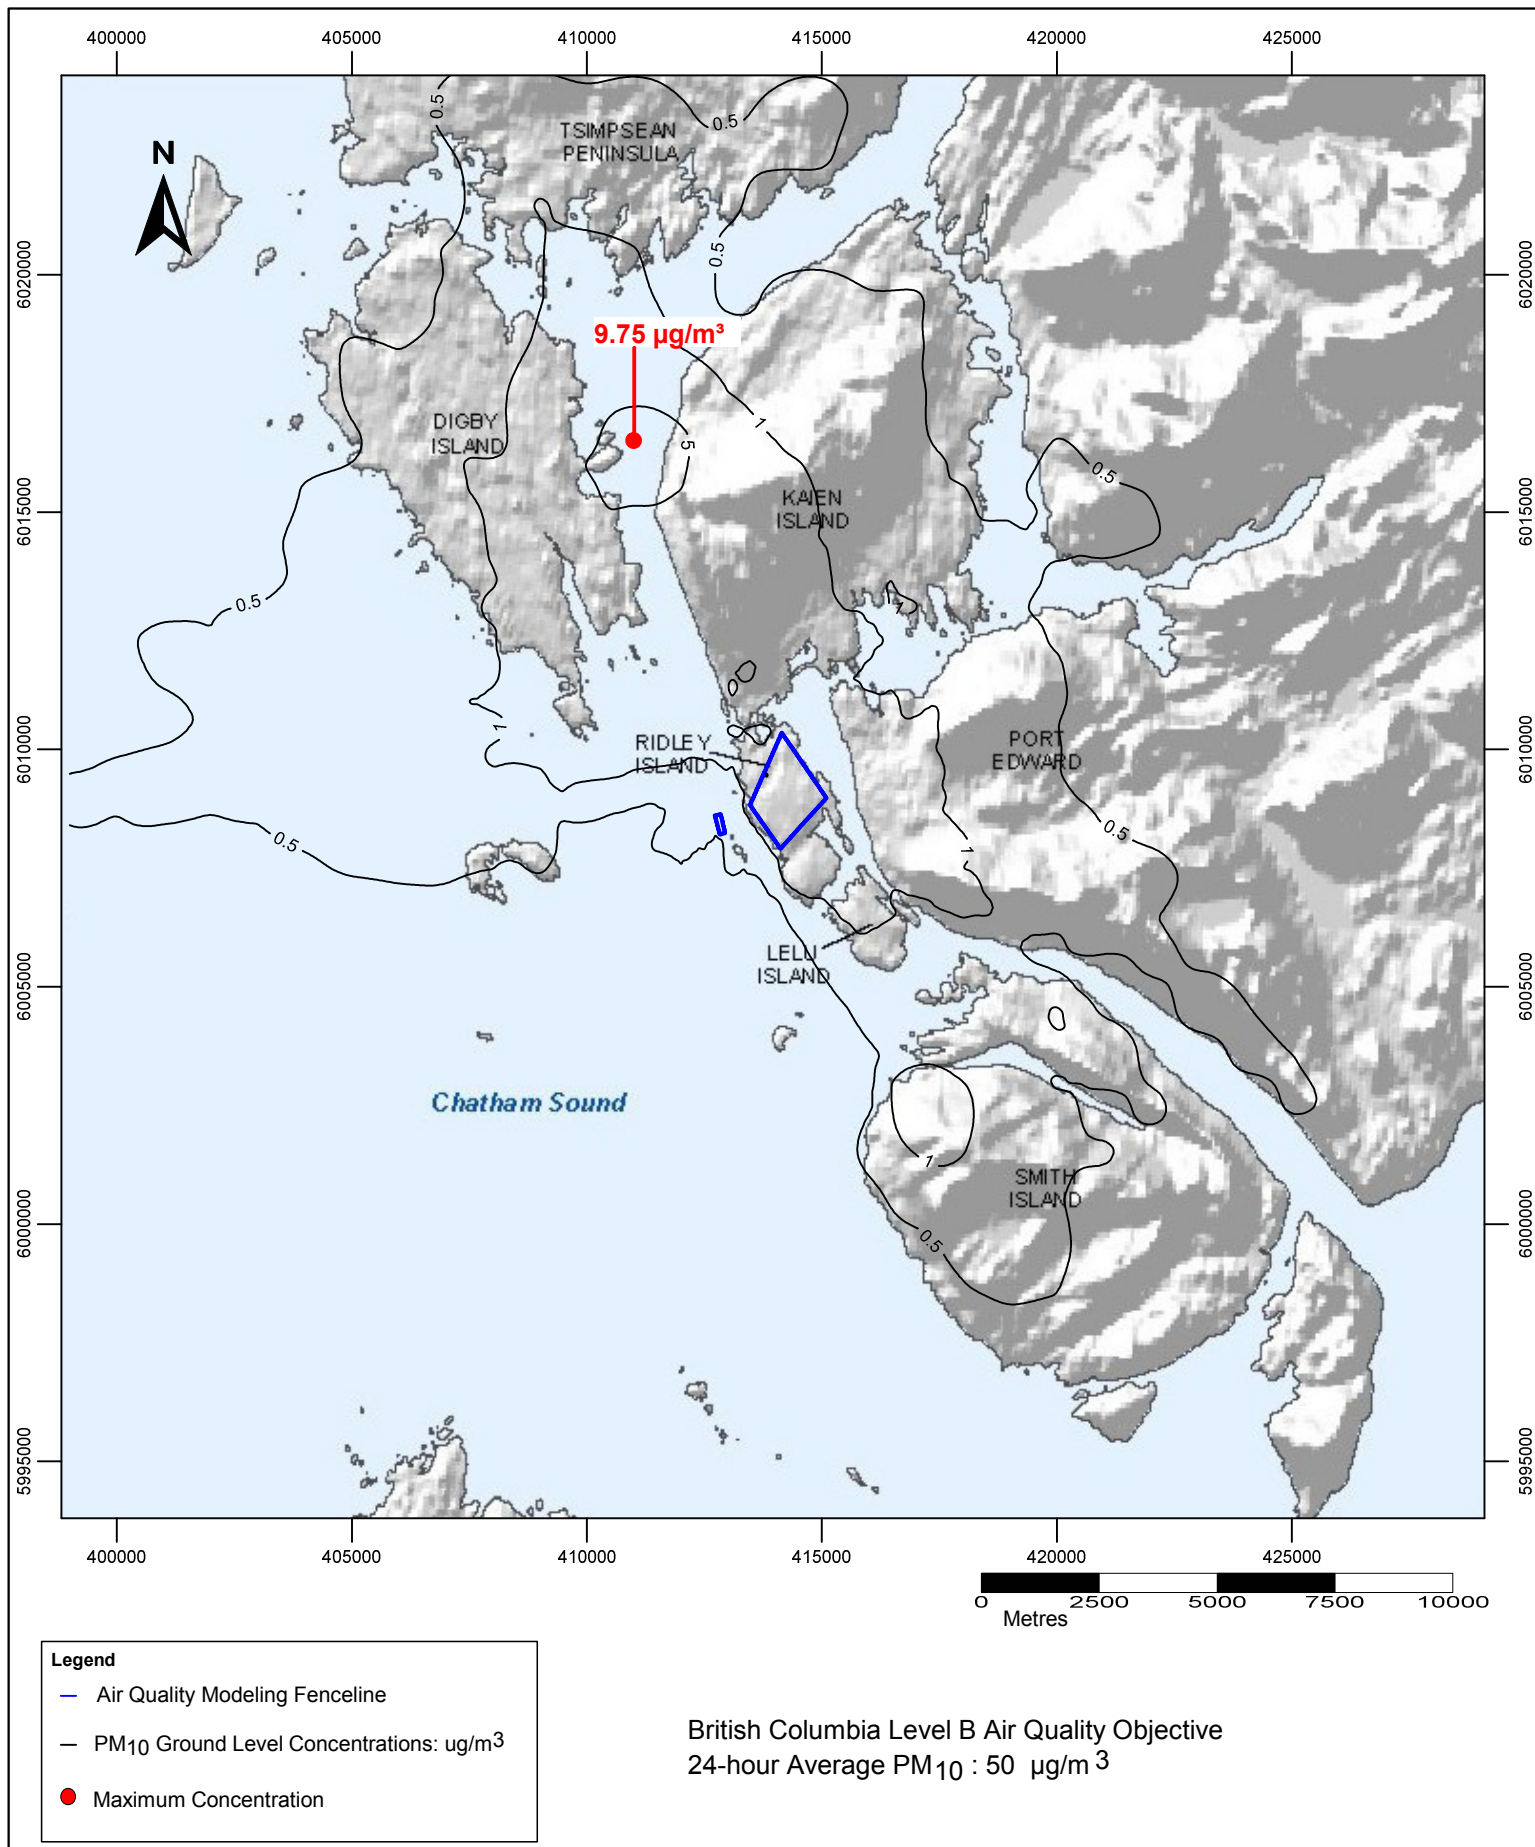 400000 405000 410000 415000 420000 425000
N
0.5
0.5
TSIMPSEAN
PENINSULA
0.5
6020000
6020000
9.75 µg/m³
DIGBY
ISLAND
1
5
0.5
KAIEN
ISLAND
6015000
6015000
0.5
1
1
RIDLEY
ISLAND
PORT
EDWARD
6010000
6010000
0.5
0.5
1
LELU
ISLAND
6005000
6005000
Chatham Sound
1
SMITH
ISLAND
0.5
6000000
6000000
5995000
5995000
400000 405000 410000 415000 420000 425000
0 2500 5000 7500 10000
Metres
Legend
Air Quality Modeling Fenceline
PM10 Ground Level Concentrations: ug/m3
Maximum Concentration
British Columbia Level B Air Quality Objective
24-hour Average PM10 : 50 µg/m3